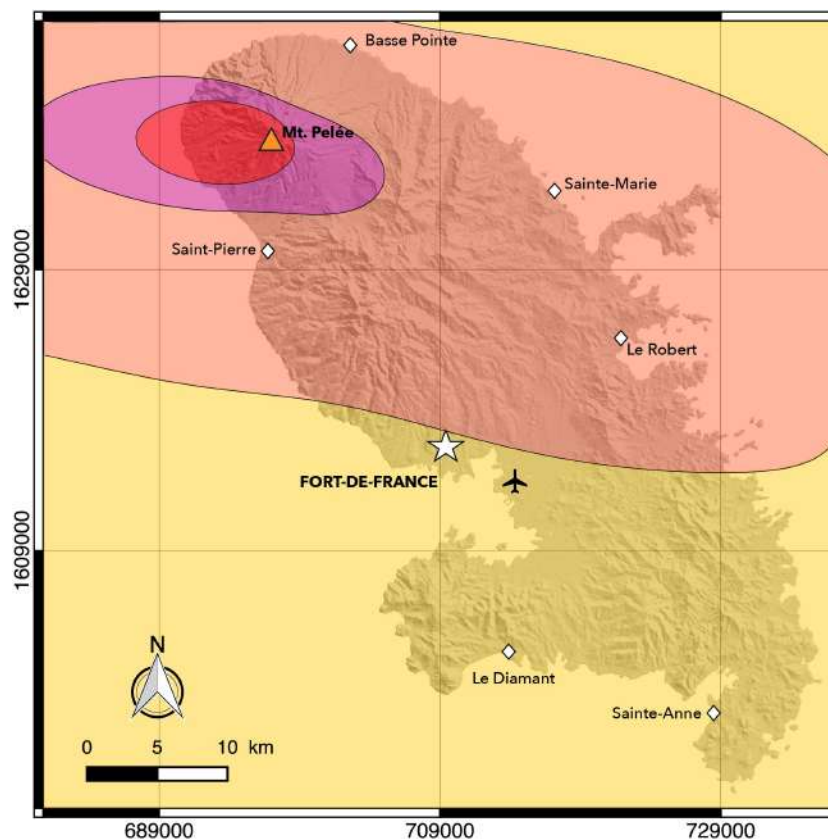 Basse Pointe
Mt. Pelée
Sainte-Marie
Saint-Pierre
1629000
Le Robert
FORT-DE-FRANCE
1609000
N
Le Diamant
Sainte-Anne
0 5 10 km
689000 709000 729000